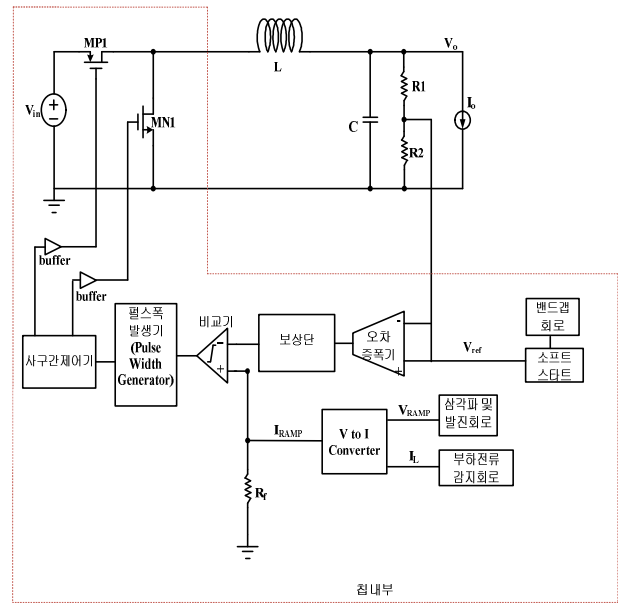 MP1
Vin
MN1
L
C
R1
R2
Vo
Io
buffer
buffer
사구간제어기
펄스폭
발생기
(Pulse
Width
Generator)
비교기
보상단
오차
증폭기
Vref
밴드갭
회로
소프트
스타트
IRAMP
V to I
Converter
VRAMP
삼각파 및
발진회로
IL
부하전류
감지회로
Rf
칩내부